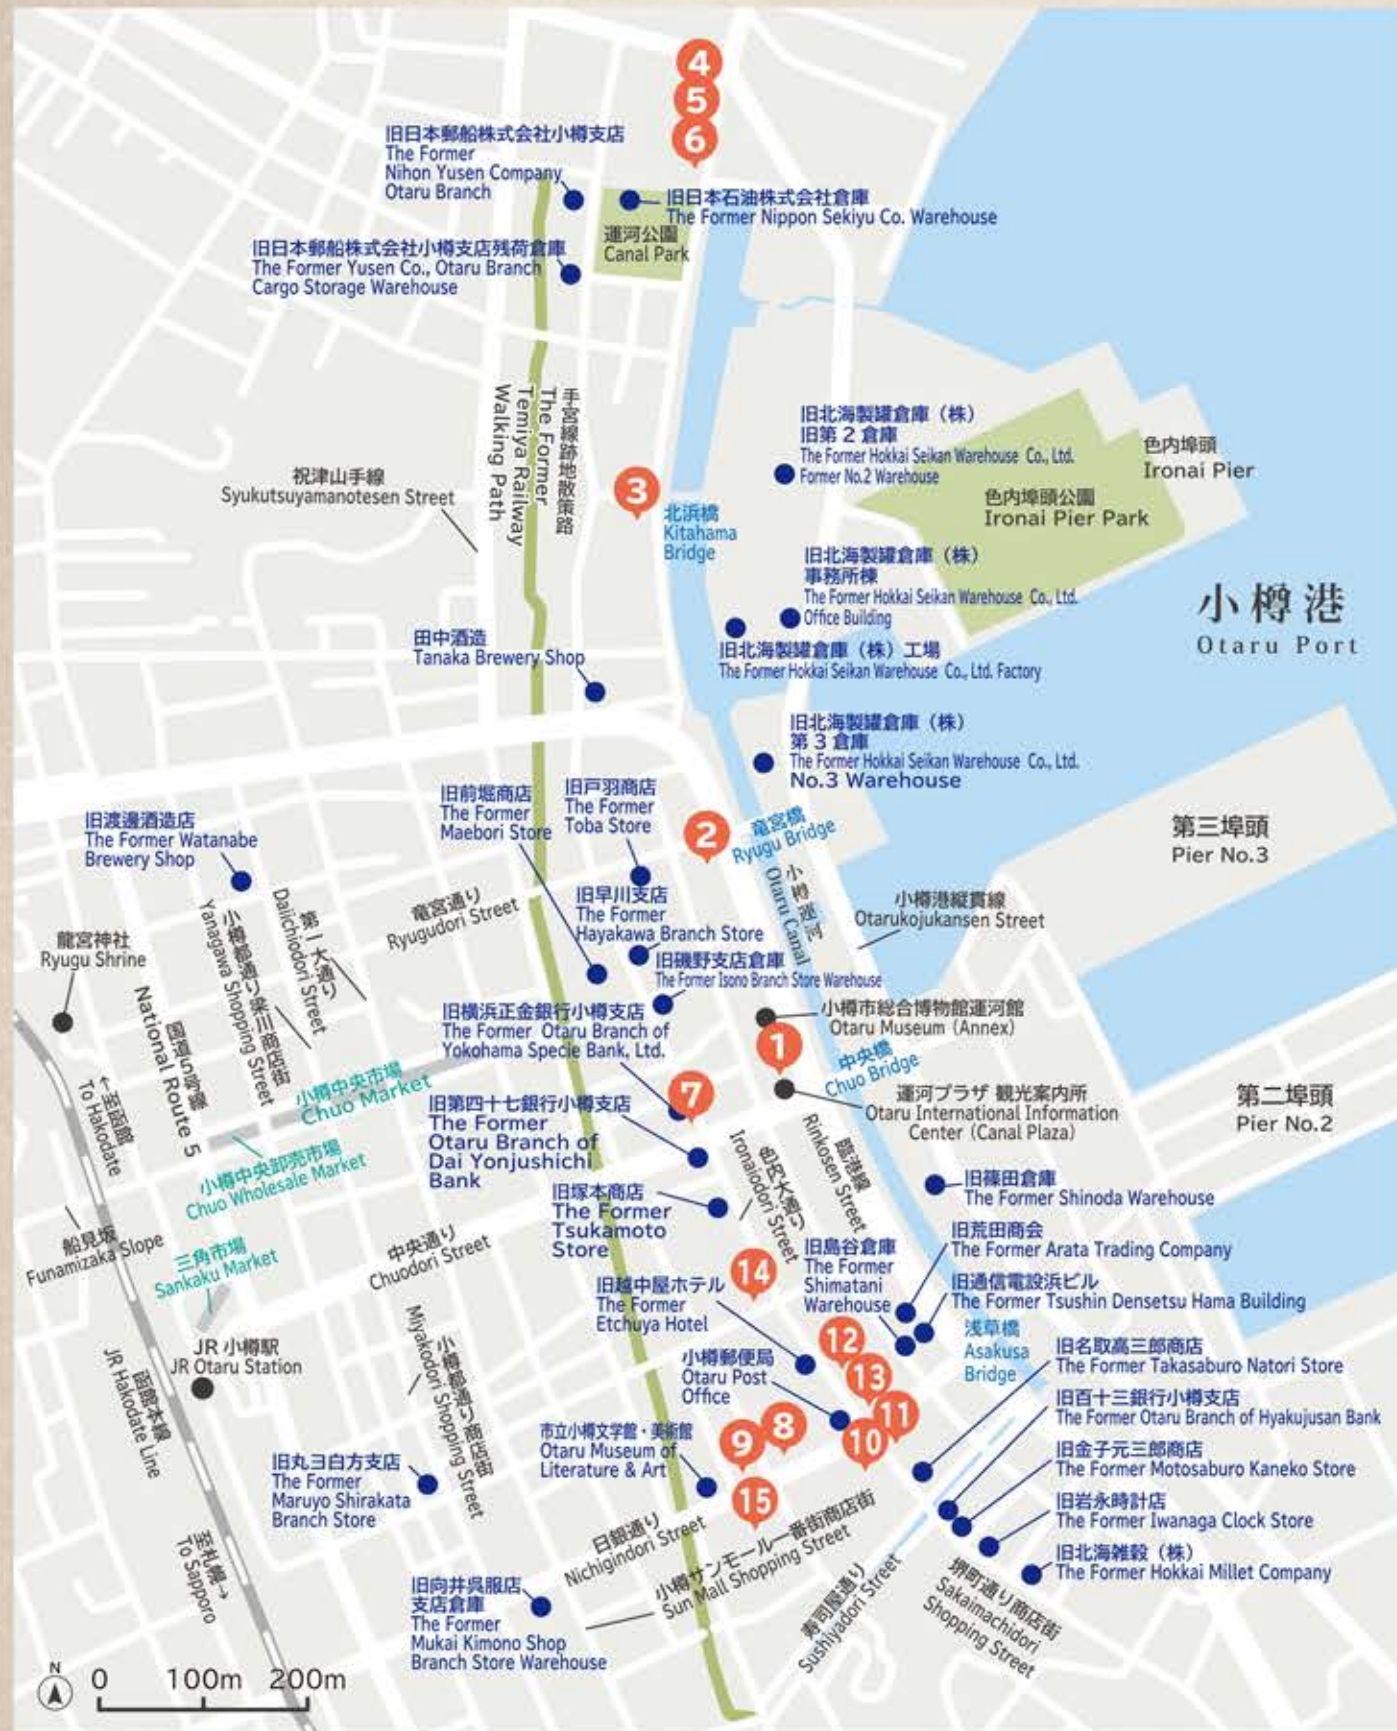 4
5
6
旧日本郵船株式会社小樽支店
The Former
Nihon Yusen Company
Otaru Branch
旧日本石油株式会社倉庫
The Former Nippon Sekiyu Co. Warehouse
運河公園
Canal Park
旧日本郵船株式会社小樽支店残荷倉庫
The Former Yusen Co., Otaru Branch
Cargo Storage Warehouse
手宮線跡地散策路
The Former
Temiya Railway
Walking Path
祝津山手線
Syukutsuyamanotesen Street
3
北浜橋
Kitahama
Bridge
旧北海製罐倉庫（株）
旧第２倉庫
The Former Hokkai Seikan Warehouse Co., Ltd.
Former No.2 Warehouse
色内埠頭
Ironai Pier
色内埠頭公園
Ironai Pier Park
旧北海製罐倉庫（株）
事務所棟
The Former Hokkai Seikan Warehouse Co., Ltd.
Office Building
小樽港
Otaru Port
旧北海製罐倉庫（株）工場
The Former Hokkai Seikan Warehouse Co., Ltd. Factory
田中酒造
Tanaka Brewery Shop
旧北海製罐倉庫（株）
第３倉庫
The Former Hokkai Seikan Warehouse Co., Ltd.
No.3 Warehouse
旧前堀商店
The Former
Maebori Store
旧戸羽商店
The Former
Toba Store
2
竜宮橋
Ryugu Bridge
小樽運河
Otaru Canal
第三埠頭
Pier No.3
旧渡邊酒造店
The Former Watanabe
Brewery Shop
第１大通り
Daiichiodori Street
小樽都通り梁川商店街
Yanagawa Shopping Street
竜宮通り
Ryugudori Street
旧早川支店
The Former
Hayakawa Branch Store
小樽港縦貫線
Otarukojukansen Street
龍宮神社
Ryugu Shrine
旧磯野支店倉庫
The Former Isono Branch Store Warehouse
国道5号線
National Route 5
旧横浜正金銀行小樽支店
The Former Otaru Branch of
Yokohama Specie Bank, Ltd.
小樽市総合博物館運河館
Otaru Museum (Annex)
1
中央橋
Chuo Bridge
運河プラザ 観光案内所
Otaru International Information
Center (Canal Plaza)
第二埠頭
Pier No.2
←至函館
To Hakodate
小樽中央市場
Chuo Market
小樽中央卸売市場
Chuo Wholesale Market
7
旧第四十七銀行小樽支店
The Former
Otaru Branch of
Dai Yonjushichi
Bank
色内大通り
Ironaiodori Street
臨港線
Rinkosen Street
旧篠田倉庫
The Former Shinoda Warehouse
旧塚本商店
The Former
Tsukamoto
Store
船見坂
Funamizaka Slope
三角市場
Sankaku Market
中央通り
Chuodori Street
旧荒田商会
The Former Arata Trading Company
旧島谷倉庫
The Former
Shimatani
Warehouse
旧通信電設浜ビル
The Former Tsushin Densetsu Hama Building
14
旧越中屋ホテル
The Former
Etchuya Hotel
12
13
浅草橋
Asakusa
Bridge
JR 小樽駅
JR Otaru Station
函館本線
JR Hakodate Line
小樽都通り商店街
Miyakodori Shopping Street
小樽郵便局
Otaru Post
Office
旧名取高三郎商店
The Former Takasaburo Natori Store
旧百十三銀行小樽支店
The Former Otaru Branch of Hyakujusan Bank
11
10
8
9
市立小樽文学館・美術館
Otaru Museum of
Literature & Art
旧丸ヨ白方支店
The Former
Maruyo Shirakata
Branch Store
15
旧金子元三郎商店
The Former Motosaburo Kaneko Store
旧岩永時計店
The Former Iwanaga Clock Store
旧北海雑穀（株）
The Former Hokkai Millet Company
至札幌→
To Sapporo
日銀通り
Nichigindori Street
小樽サンモール一番街商店街
Sun Mall Shopping Street
寿司屋通り
Sushiyadori Street
堺町通り商店街
Sakaimachidori
Shopping Street
旧向井呉服店
支店倉庫
The Former
Mukai Kimono Shop
Branch Store Warehouse
N
0 100m 200m